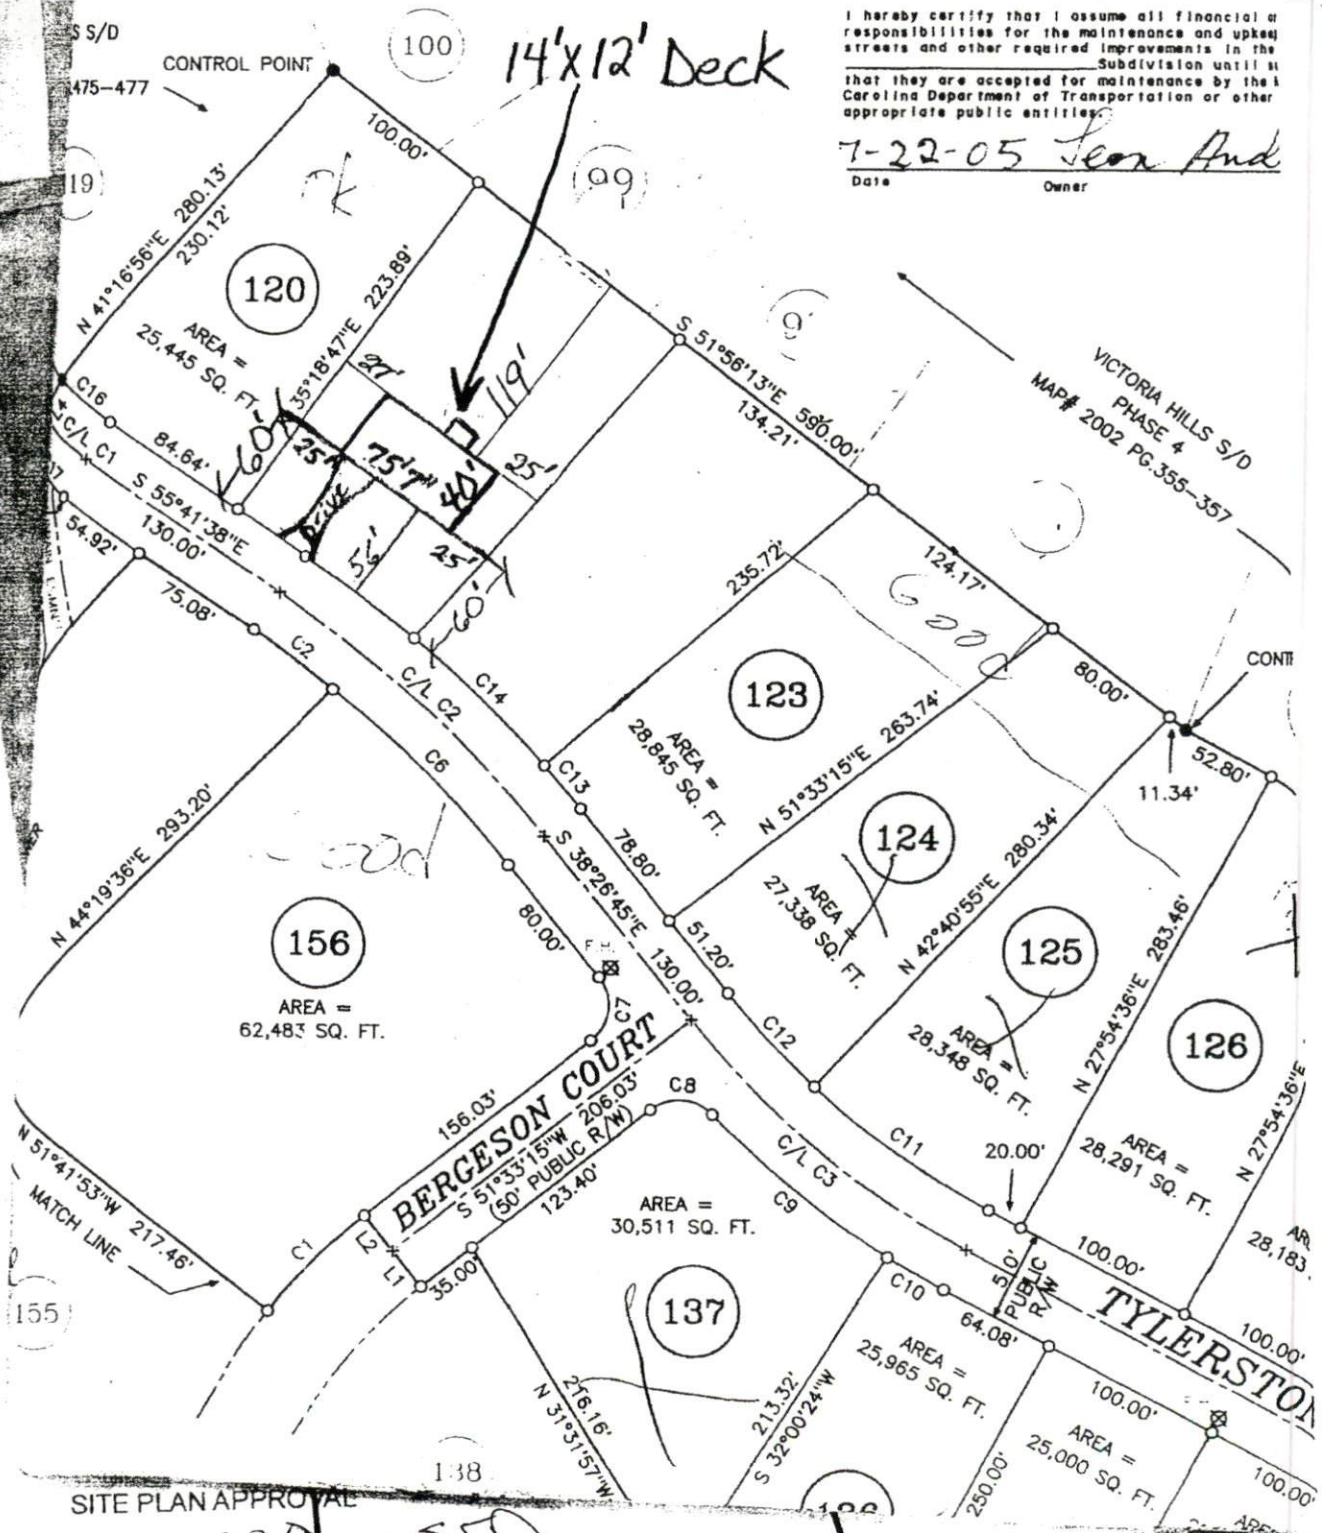 S S/D
CONTROL POINT
475-477
100
14'X12' Deck
I hereby certify that I assume all financial
responsibilities for the maintenance and
streets and other required improvements in the
Subdivision until
that they are accepted for maintenance by the
Carolina Department of Transportation or other
appropriate public entities.
7-22-05
Date
Owner
19
99
100.00'
N 41°16'56"E 280.13'
230.12'
120
AREA =
25,445 SQ. FT.
35°18'47"E 223.89'
27'
119'
60'
25'
75'7"
40'
25'
Drive
56'
25'
60'
9
S 51°56'13"E 590.00'
134.21'
VICTORIA HILLS S/D
PHASE 4
MAP# 2002 PG.355-357
C16
84.64'
C/L C1
S 55°41'38"E
130.00'
54.92'
75.08'
C2
C/L C2
C14
235.72'
124.17'
Good
80.00'
52.80'
11.34'
123
AREA =
28,845 SQ. FT.
N 51°33'15"E 263.74'
C6
C13
78.80'
S 38°26'45"E 130.00'
N 44°19'36"E 293.20'
124
AREA =
27,338 SQ. FT.
N 42°40'55"E 280.34'
156
AREA =
62,483 SQ. FT.
80.00'
F.H.
C7
51.20'
C12
125
AREA =
28,348 SQ. FT.
N 27°54'36"E 283.46'
126
AREA =
28,291 SQ. FT.
N 27°54'36"E
28,183
156.03'
BERGESON COURT
S 51°33'15"W 206.03'
(50' PUBLIC R/W)
123.40'
C8
C/L C3
C11
20.00'
N 51°41'53"W 217.46'
MATCH LINE
C1
L2
L1
35.00'
AREA =
30,511 SQ. FT.
C9
137
C10
64.08'
PUBLIC
R/W
100.00'
100.00'
TYLERSTON
155
138
216.16'
N 31°31'57"W
213.32'
S 32°00'24"W
AREA =
25,965 SQ. FT.
100.00'
250.00'
AREA =
25,000 SQ. FT.
100.00'
SITE PLAN APPROVAL